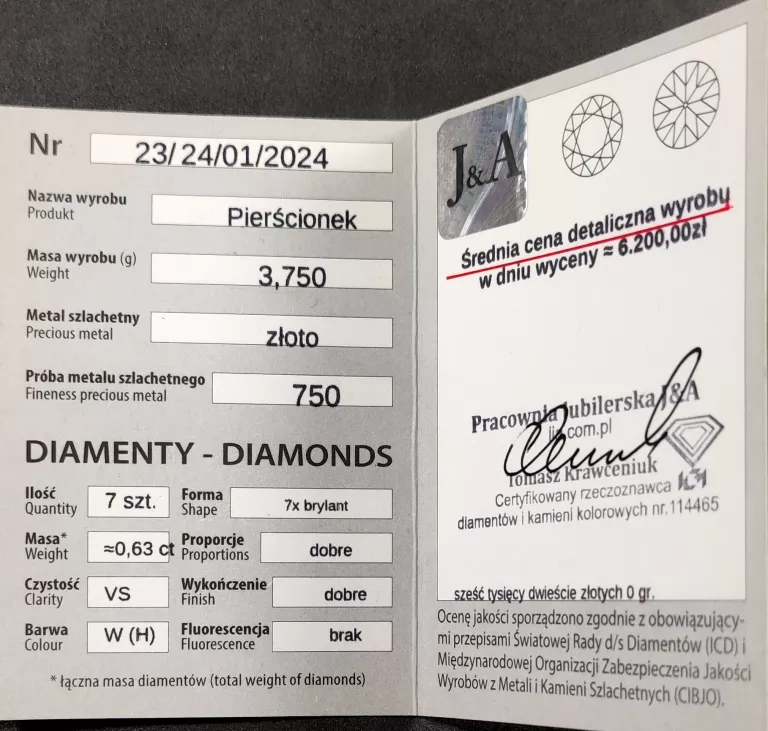 Nr 23/24/01/2024
Nazwa wyrobu
Produkt
Pierścionek
Masa wyrobu (g)
Weight
3,750
Metal szlachetny
Precious metal
złoto
Próba metalu szlachetnego
Fineness precious metal
750
DIAMENTY - DIAMONDS
Ilość
Quantity
7 szt.
Forma
Shape
7x brylant
Masa*
Weight
≈0,63 ct
Proporcje
Proportions
dobre
Czystość
Clarity
VS
Wykończenie
Finish
dobre
Barwa
Colour
W (H)
Fluorescencja
Fluorescence
brak
* łączna masa diamentów (total weight of diamonds)
J&A
Średnia cena detaliczna wyrobu
w dniu wyceny ≈ 6.200,00zł
Pracownia Jubilerska J&A
Tomasz Krawceniuk
Certyfikowany rzeczoznawca
diamentów i kamieni kolorowych nr.114465
sześć tysięcy dwieście złotych 0 gr.
Ocenę jakości sporządzono zgodnie z obowiązujący-
mi przepisami Światowej Rady d/s Diamentów (ICD) i
Międzynarodowej Organizacji Zabezpieczenia Jakości
Wyrobów z Metali i Kamieni Szlachetnych (CIBJO).